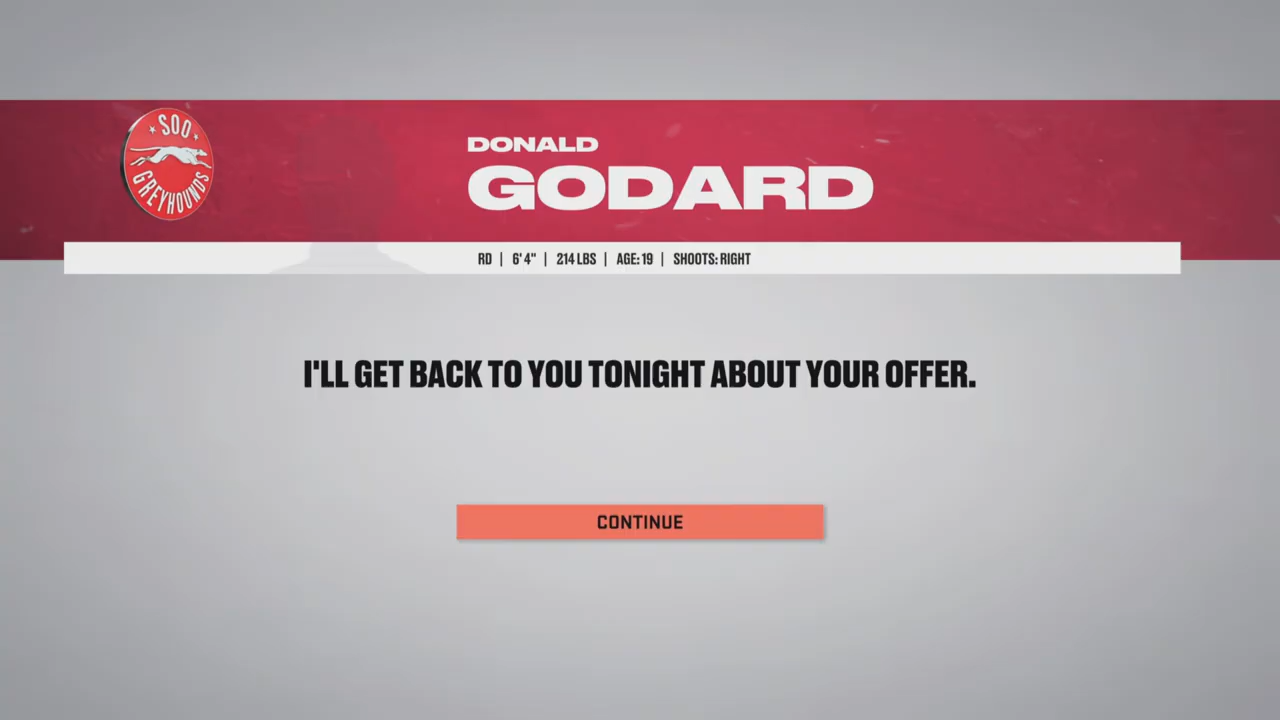 SOO
GREYHOUNDS
DONALD
GODARD
RD | 6' 4" | 214 LBS | AGE: 19 | SHOOTS: RIGHT
I'LL GET BACK TO YOU TONIGHT ABOUT YOUR OFFER.
CONTINUE